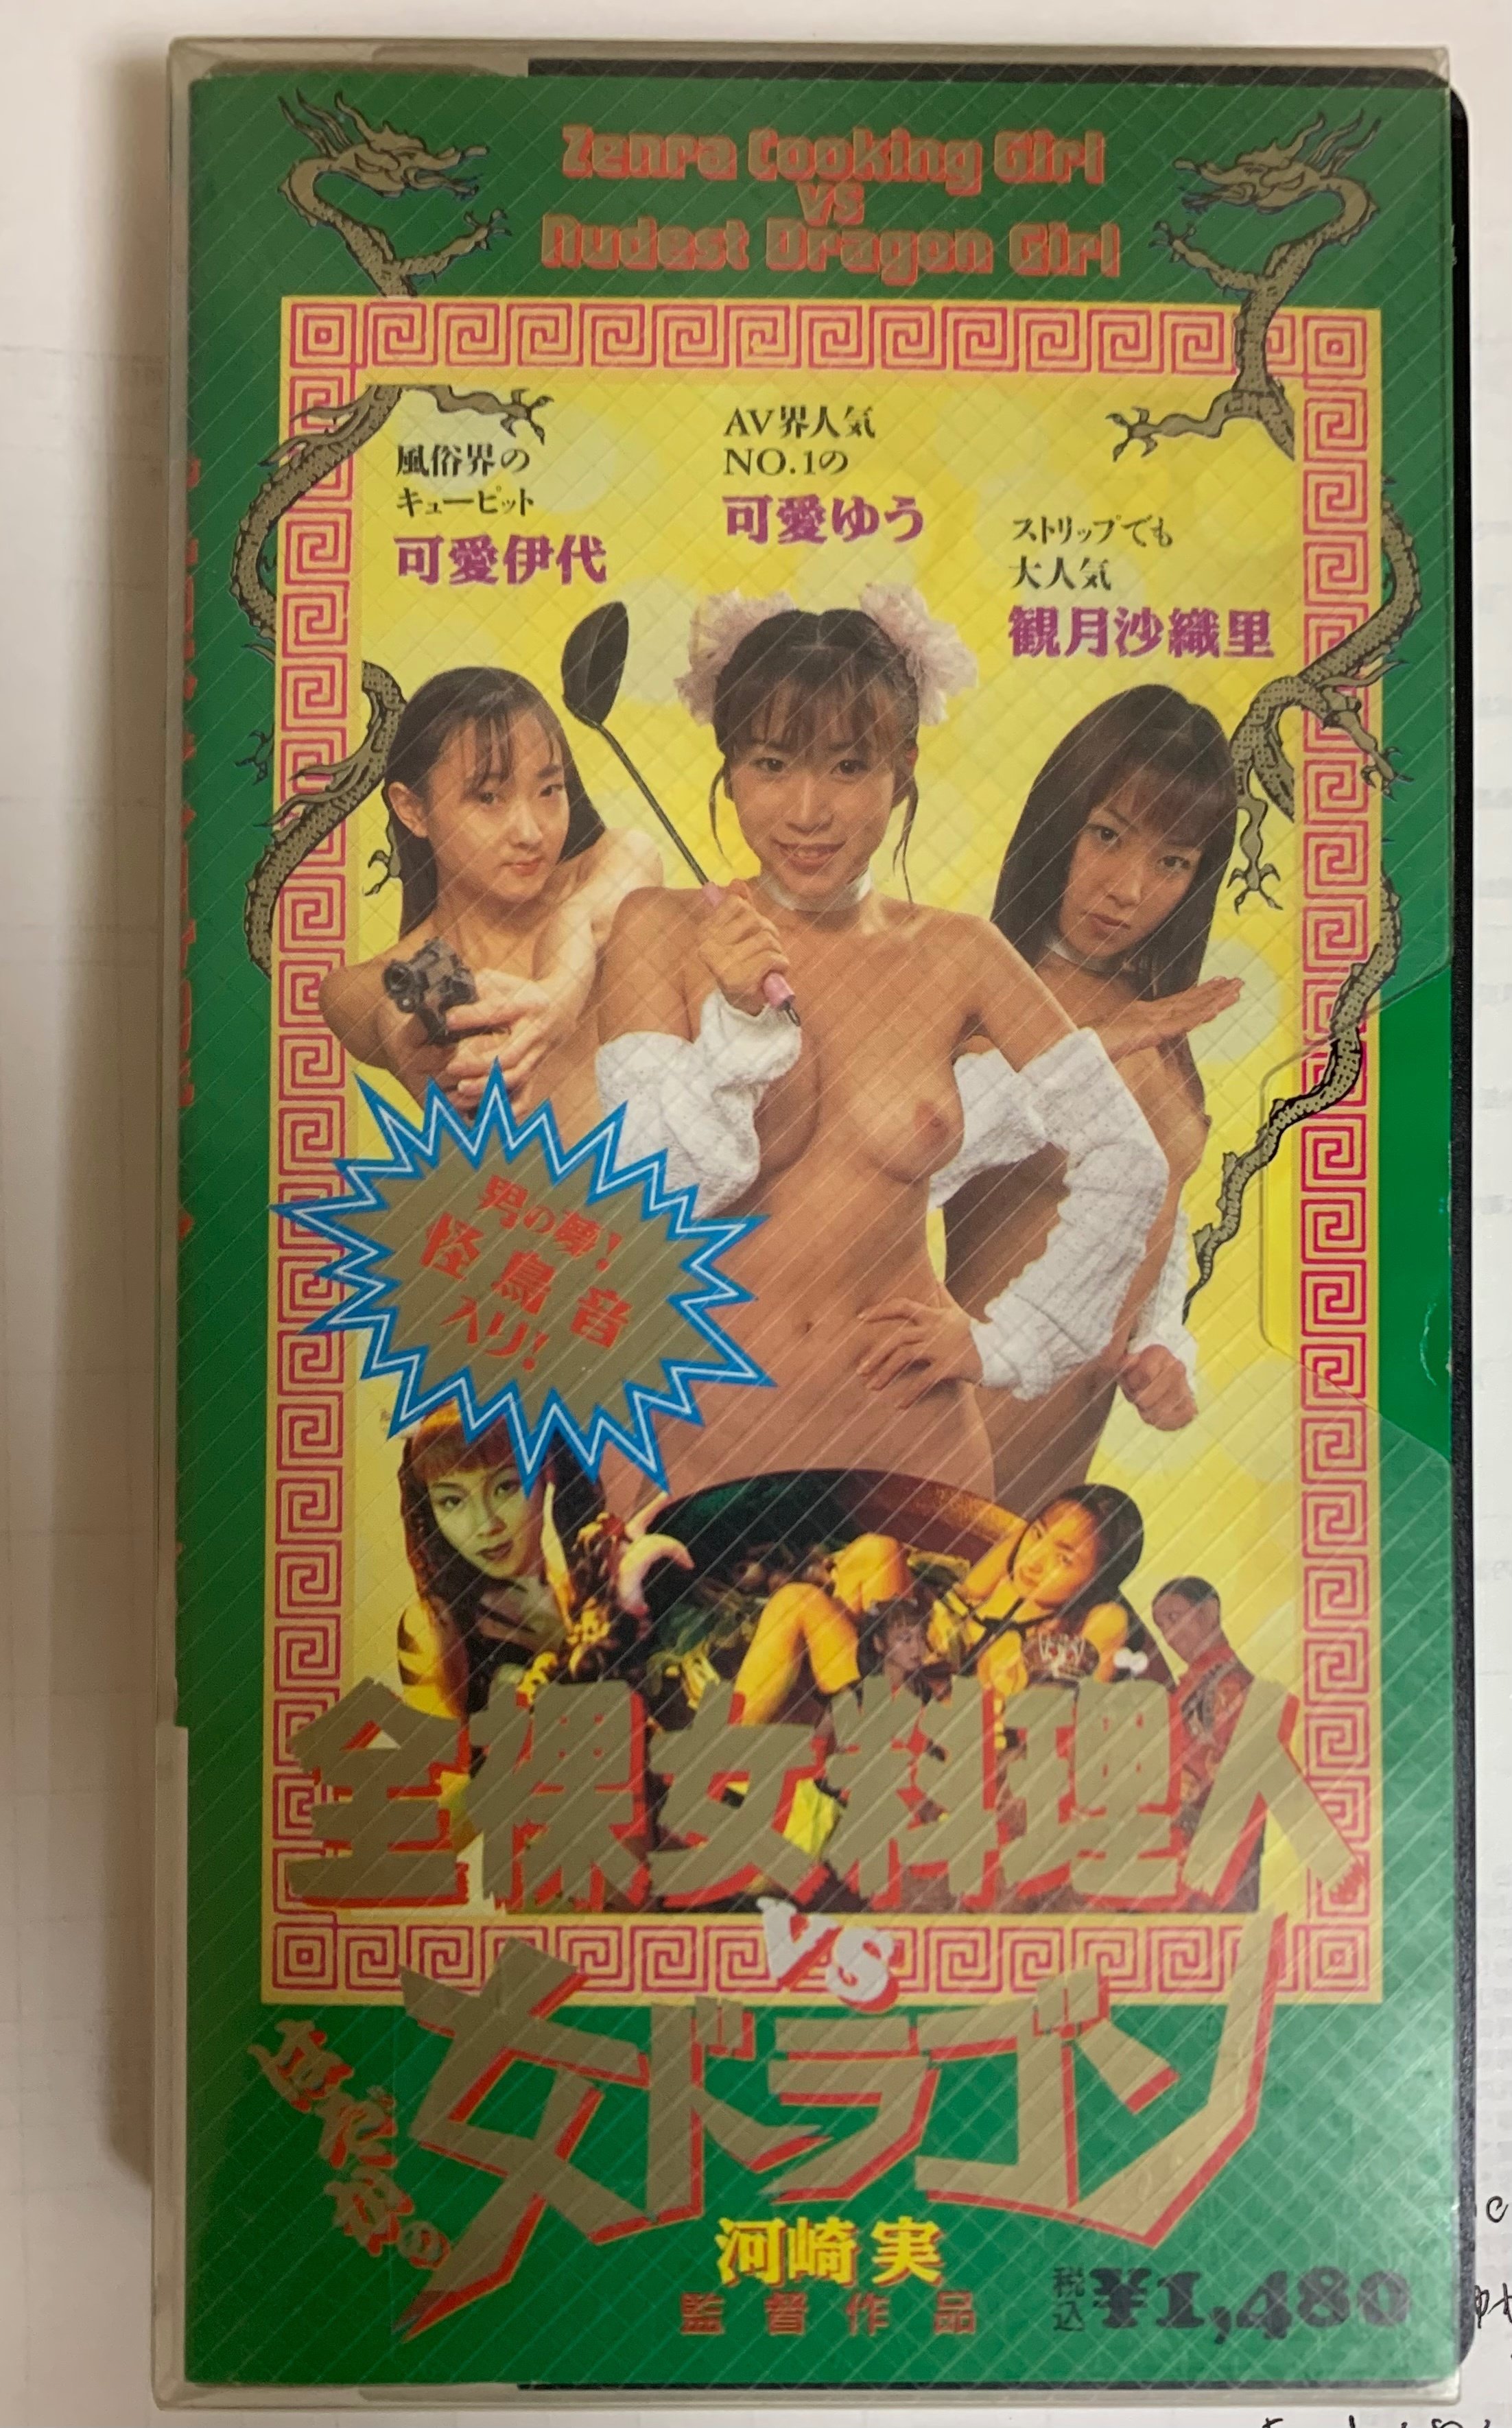 Zenra Cooking Girl
vs
Nudest Dragon Girl
風俗界の
キューピット
可愛伊代
AV界人気
NO.1の
可愛ゆう
ストリップでも
大人気
観月沙織里
男の夢!
怪鳥音
入り!
全裸女料理人
VS
まだかの
女ドラゴン
河崎実
監督作品
税込
¥1,480